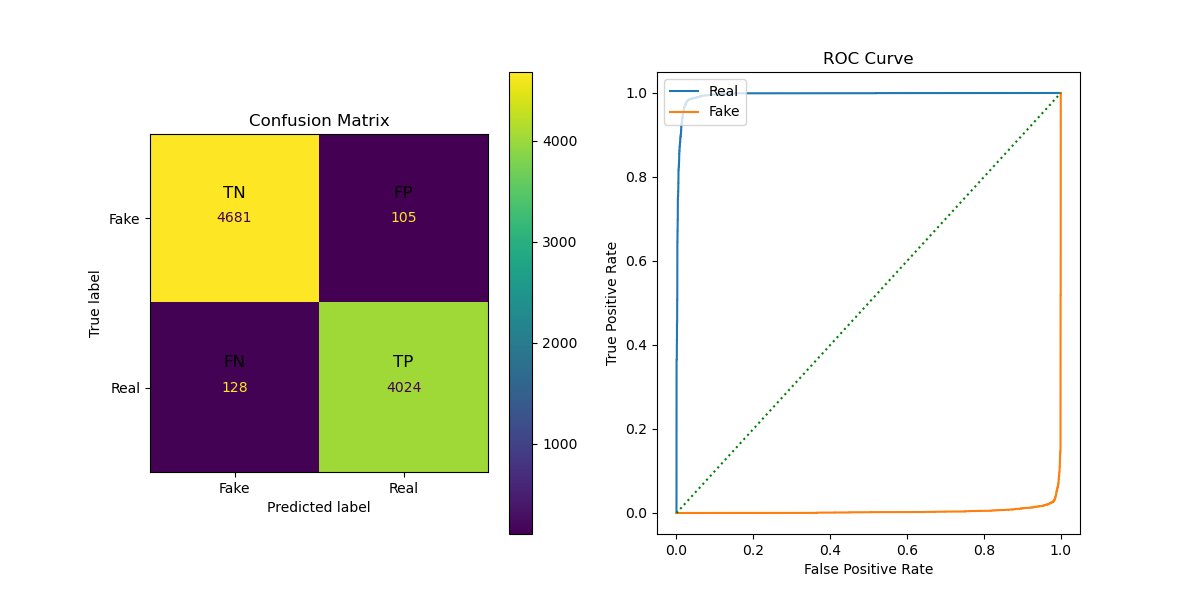 Confusion Matrix
TN
FP
Fake
4681
105
FN
TP
Real
128
4024
Fake
Real
Predicted label
True label
4000
3000
2000
1000
ROC Curve
Real
Fake
1.0
0.8
0.6
0.4
0.2
0.0
True Positive Rate
0.0 0.2 0.4 0.6 0.8 1.0
False Positive Rate